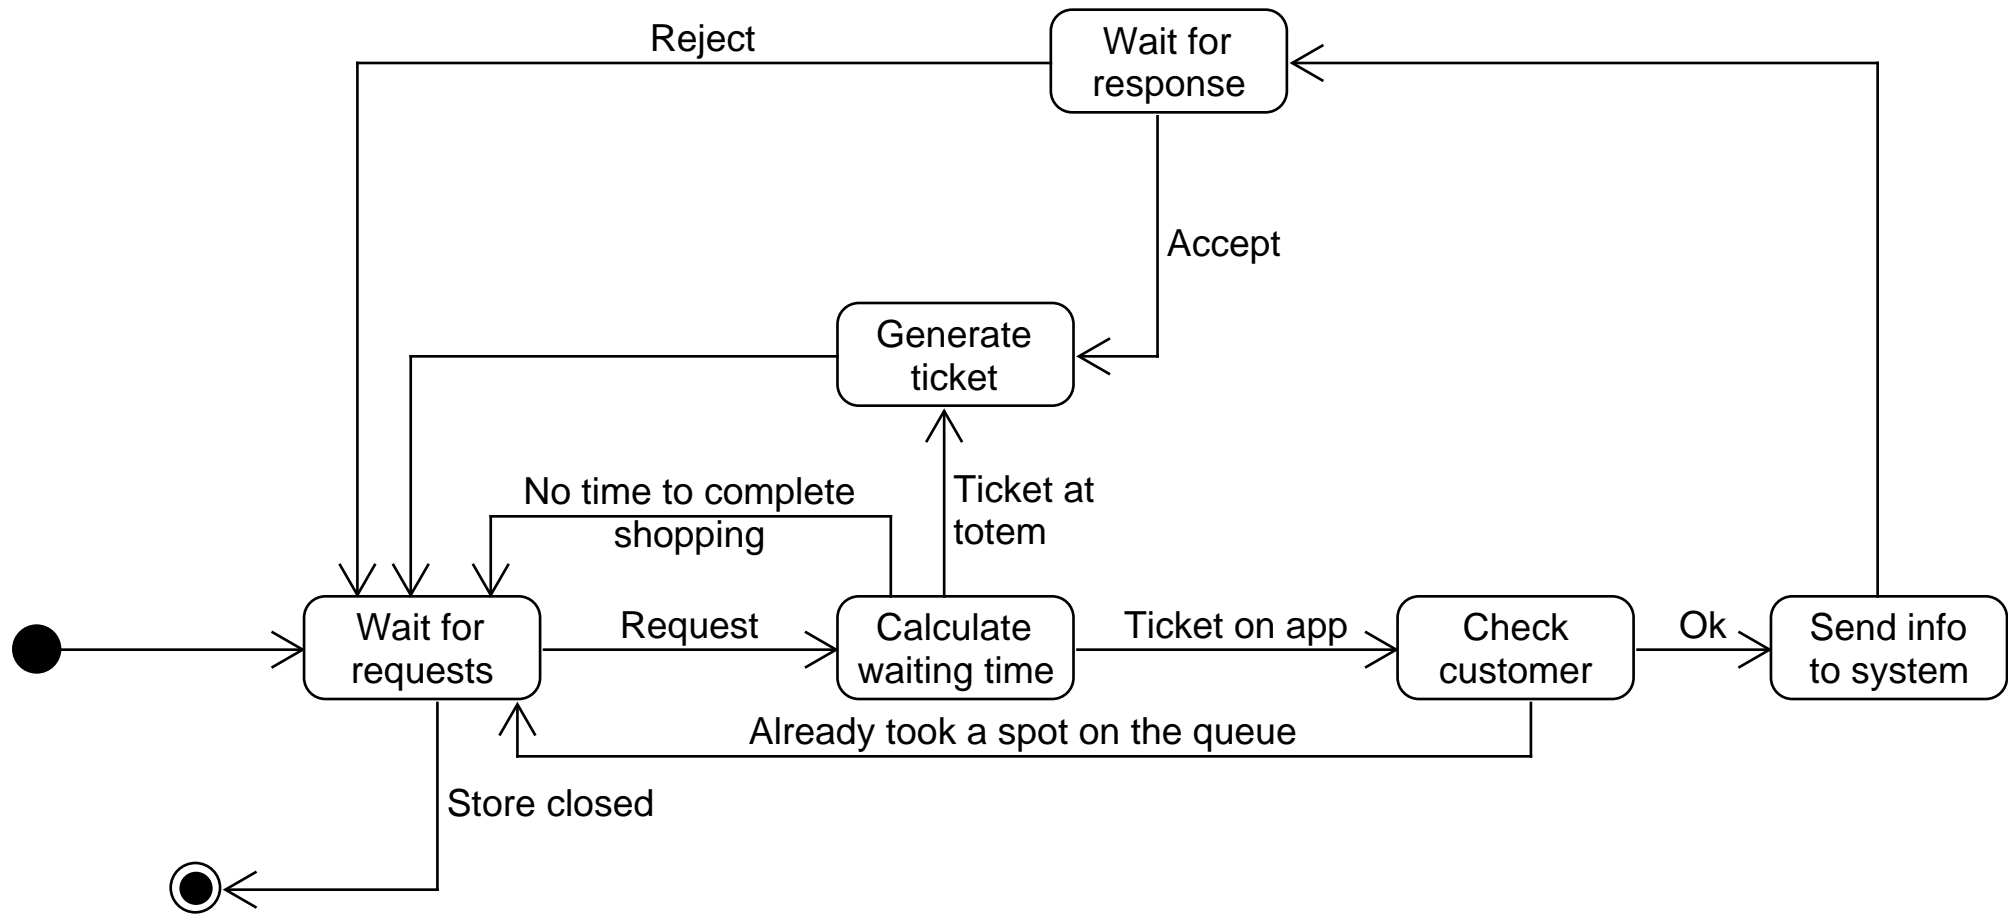 Reject
Wait for
response
Accept
Generate
ticket
No time to complete
shopping
Ticket at
totem
Wait for
requests
Request
Calculate
waiting time
Ticket on app
Check
customer
Ok
Send info
to system
Already took a spot on the queue
Store closed